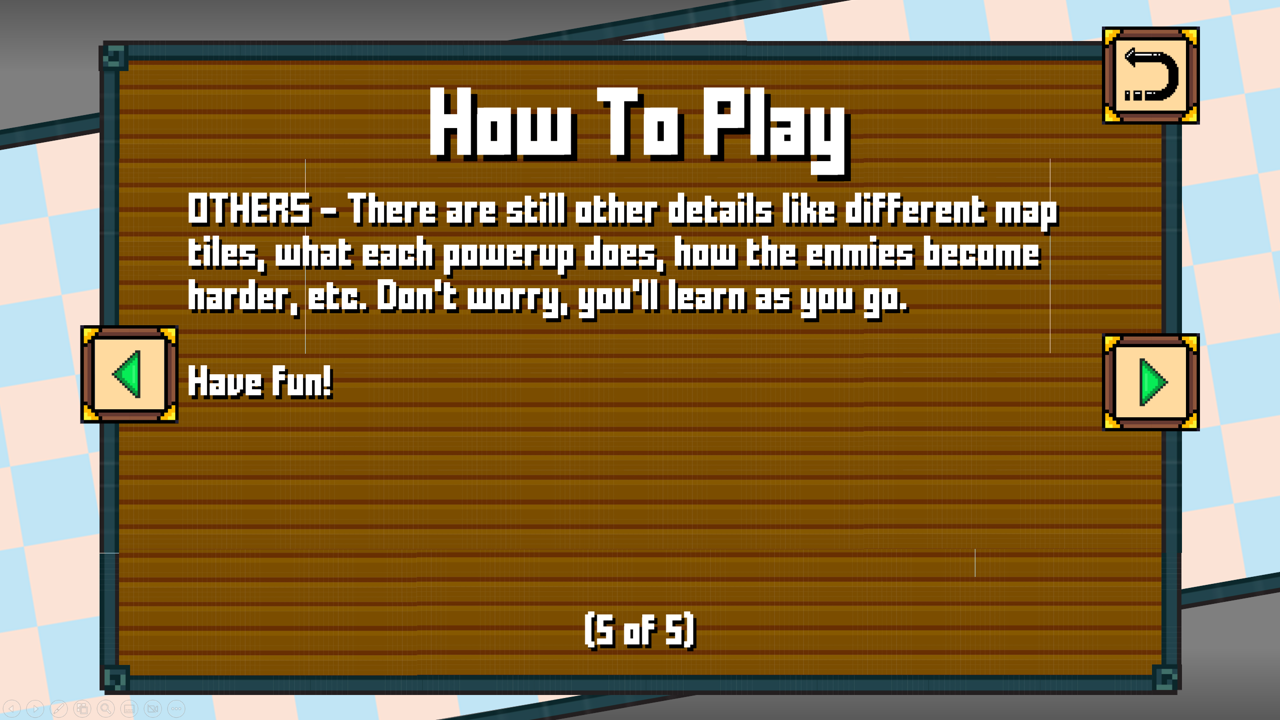 How To Play
OTHERS - There are still other details like different map
tiles, what each powerup does, how the enmies become
harder, etc. Don't worry, you'll learn as you go.
Have fun!
(5 of 5)